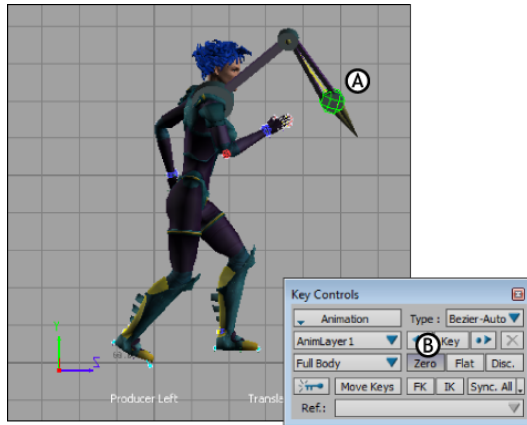 A
Key Controls
Animation Type : Bezier-Auto
AnimLayer1 Key
B
Full Body Zero Flat Disc.
Move Keys FK IK Sync. All
Ref.:
Y
Producer Left Transla